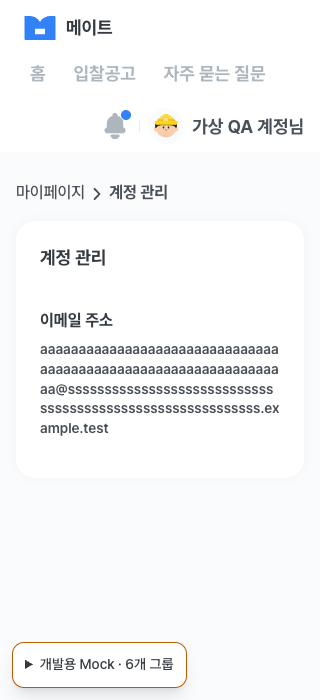 메이트
홈 입찰공고 자주 묻는 질문
가상 QA 계정님
마이페이지 > 계정 관리
계정 관리
이메일 주소
aaaaaaaaaaaaaaaaaaaaaaaaaaaaaaa
aaaaaaaaaaaaaaaaaaaaaaaaaaaaaaa
aa@ssssssssssssssssssssssssssss
ssssssssssssssssssssssssssssss.ex
ample.test
▶ 개발용 Mock · 6개 그룹